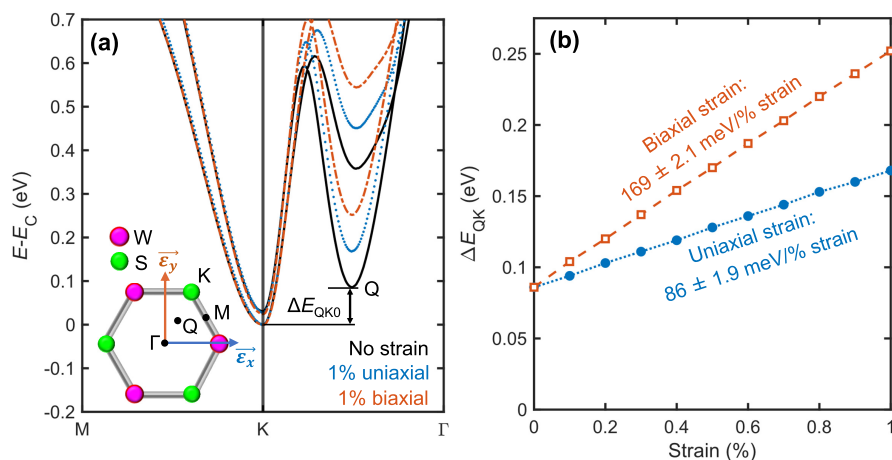 (a)
0.7
0.6
0.5
0.4
0.3
0.2
0.1
0
-0.1
-0.2
E-E_C (eV)
W
S
ε_y
K
M
Q
Γ
ε_x
Q
ΔE_QK0
No strain
1% uniaxial
1% biaxial
M
K
Γ
(b)
0.25
0.2
0.15
0.1
0.05
0
ΔE_QK (eV)
Biaxial strain:
169 ± 2.1 meV/% strain
Uniaxial strain:
86 ± 1.9 meV/% strain
0
0.2
0.4
0.6
0.8
1
Strain (%)